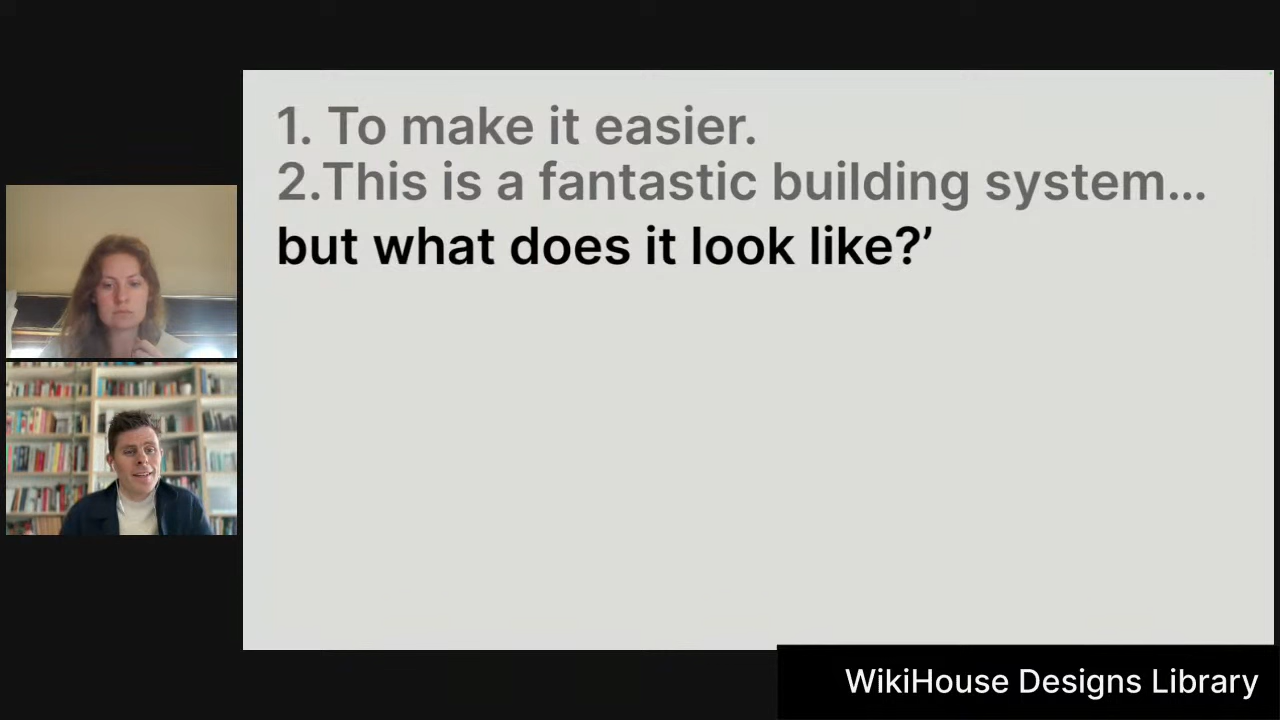 1. To make it easier.
2.This is a fantastic building system...
but what does it look like?’
WikiHouse Designs Library